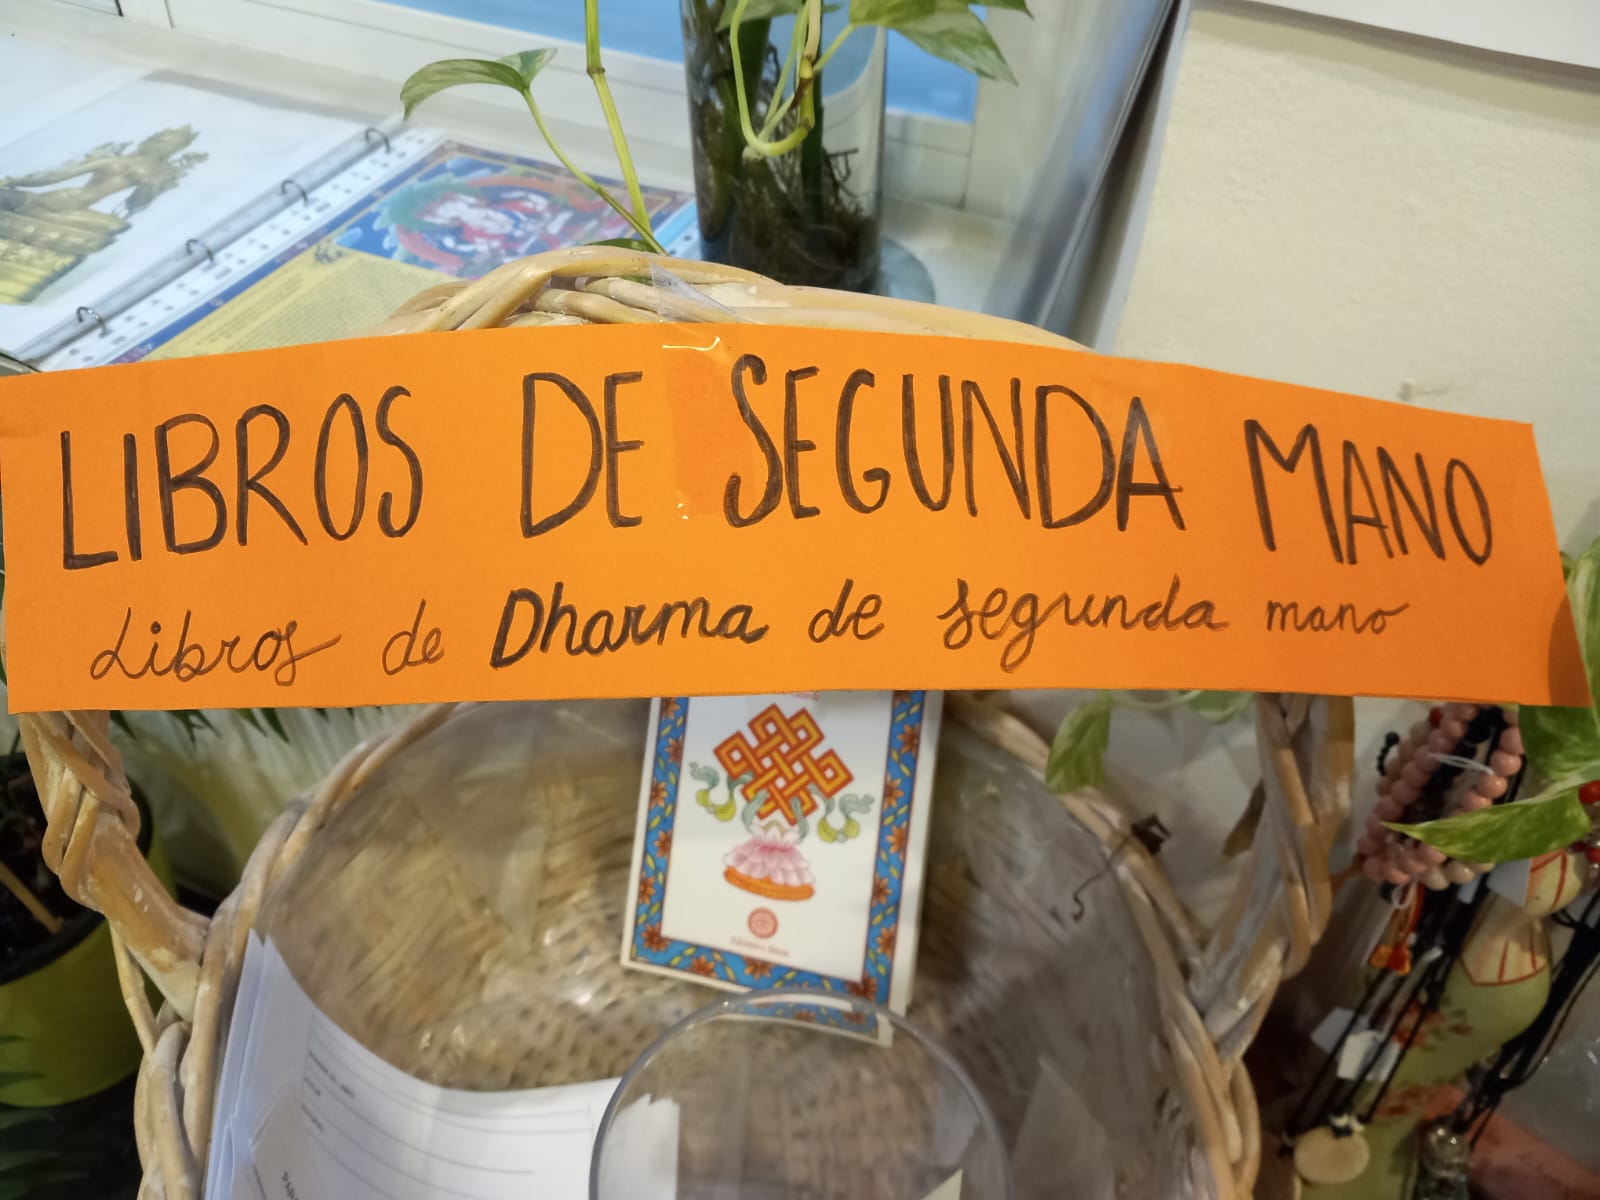 LIBROS DE SEGUNDA MANO
Libros de Dharma de segunda mano